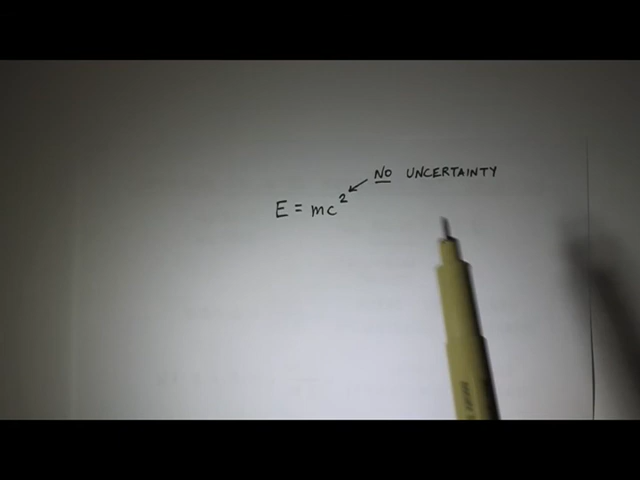 NO UNCERTAINTY
E = mc²